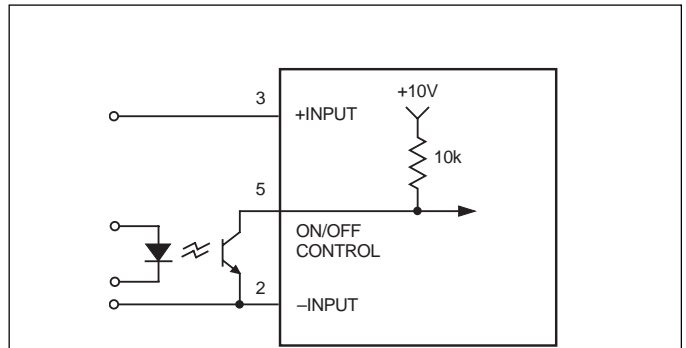 +10V
3
+INPUT
10k
5
ON/OFF
CONTROL
2
–INPUT